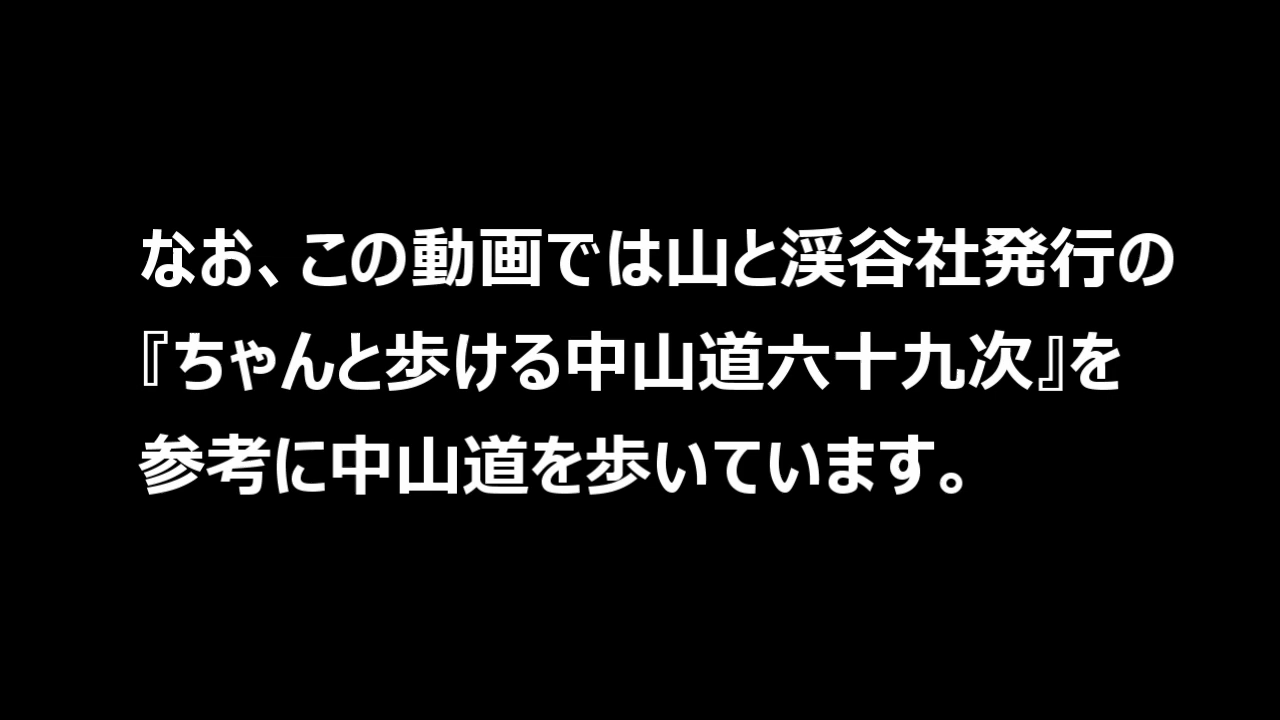 なお、この動画では山と渓谷社発行の
『ちゃんと歩ける中山道六十九次』を
参考に中山道を歩いています。